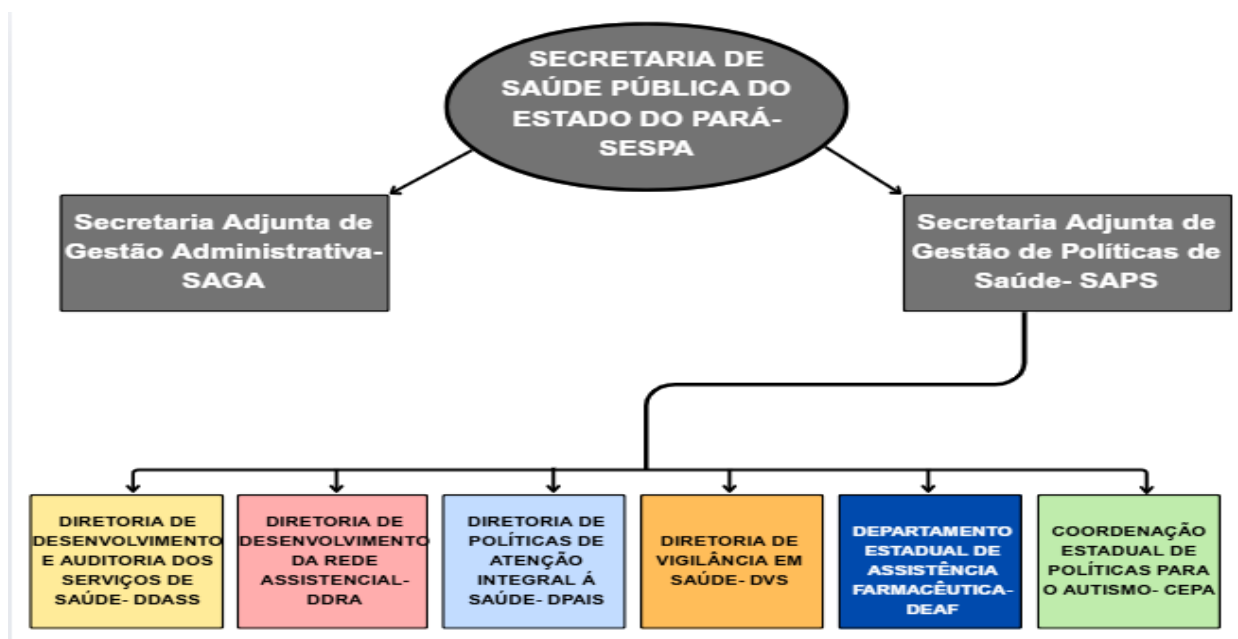 SECRETARIA DE
SAÚDE PÚBLICA DO
ESTADO DO PARÁ-
SESPA
Secretaria Adjunta de
Gestão Administrativa-
SAGA
Secretaria Adjunta de
Gestão de Políticas de
Saúde- SAPS
DIRETORIA DE
DESENVOLVIMENTO
E AUDITORIA DOS
SERVIÇOS DE
SAÚDE- DDASS
DIRETORIA DE
DESENVOLVIMENTO
DA REDE
ASSISTENCIAL-
DDRA
DIRETORIA DE
POLÍTICAS DE
ATENÇÃO
INTEGRAL Á
SAÚDE- DPAIS
DIRETORIA DE
VIGILÂNCIA EM
SAÚDE- DVS
DEPARTAMENTO
ESTADUAL DE
ASSISTÊNCIA
FARMACÊUTICA-
DEAF
COORDENAÇÃO
ESTADUAL DE
POLÍTICAS PARA
O AUTISMO- CEPA